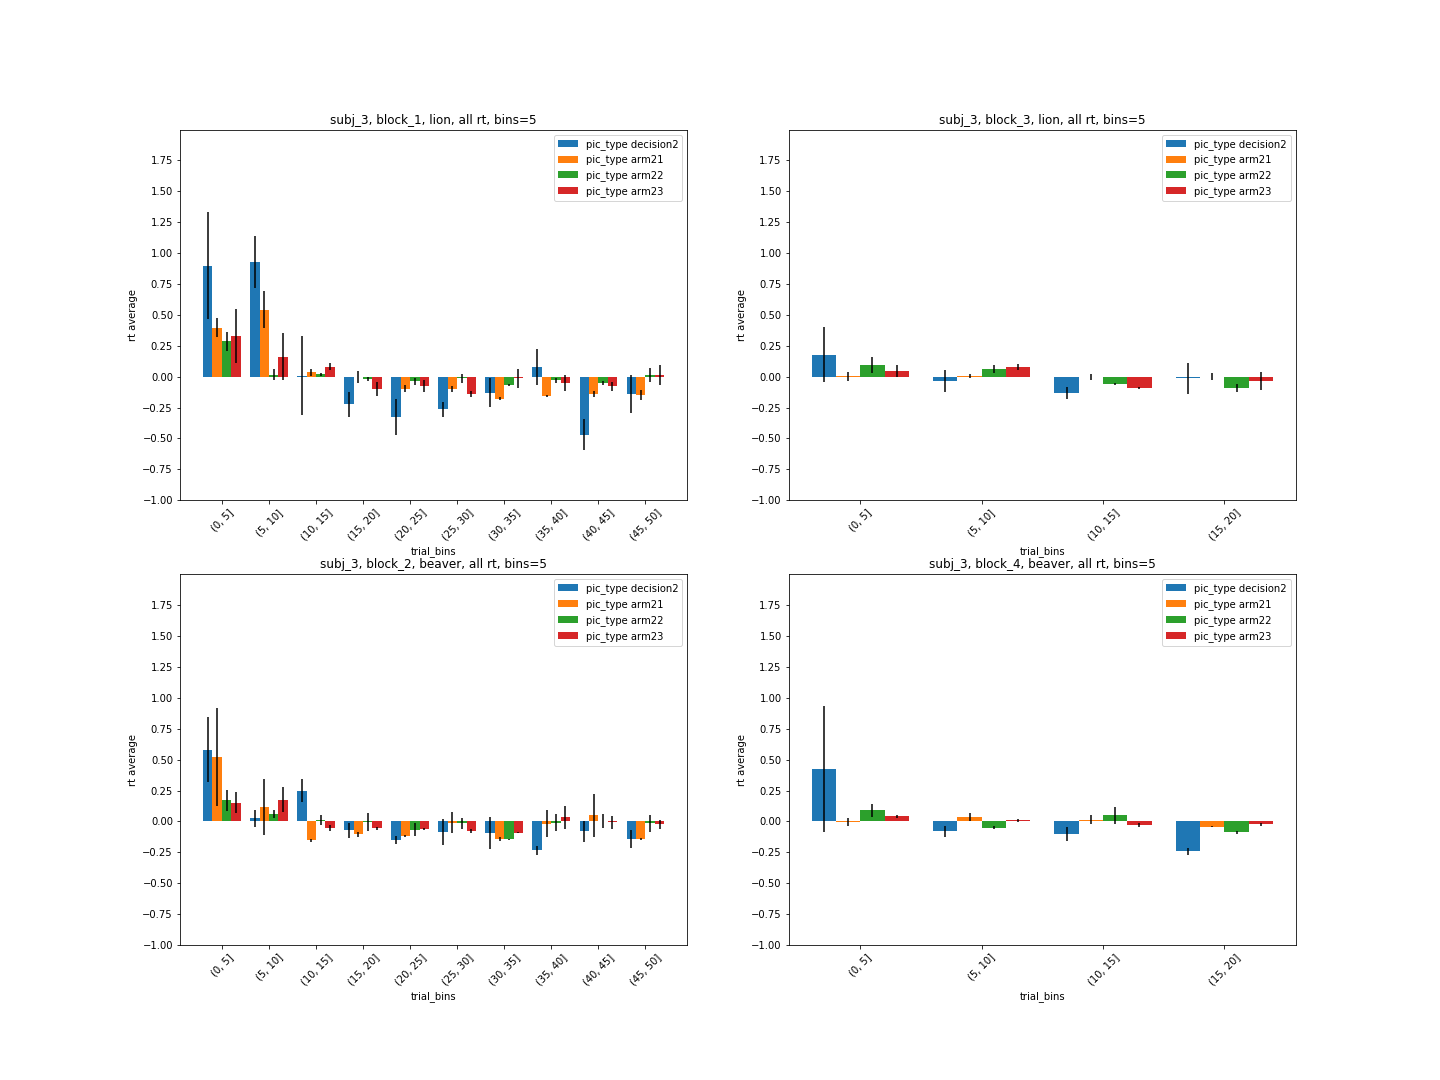 subj_3, block_1, lion, all rt, bins=5
pic_type decision2
pic_type arm21
pic_type arm22
pic_type arm23
rt average
1.75
1.50
1.25
1.00
0.75
0.50
0.25
0.00
−0.25
−0.50
−0.75
−1.00
(0, 5]
(5, 10]
(10, 15]
(15, 20]
(20, 25]
(25, 30]
(30, 35]
(35, 40]
(40, 45]
(45, 50]
trial_bins
subj_3, block_3, lion, all rt, bins=5
pic_type decision2
pic_type arm21
pic_type arm22
pic_type arm23
rt average
1.75
1.50
1.25
1.00
0.75
0.50
0.25
0.00
−0.25
−0.50
−0.75
−1.00
(0, 5]
(5, 10]
(10, 15]
(15, 20]
trial_bins
subj_3, block_2, beaver, all rt, bins=5
pic_type decision2
pic_type arm21
pic_type arm22
pic_type arm23
rt average
1.75
1.50
1.25
1.00
0.75
0.50
0.25
0.00
−0.25
−0.50
−0.75
−1.00
(0, 5]
(5, 10]
(10, 15]
(15, 20]
(20, 25]
(25, 30]
(30, 35]
(35, 40]
(40, 45]
(45, 50]
trial_bins
subj_3, block_4, beaver, all rt, bins=5
pic_type decision2
pic_type arm21
pic_type arm22
pic_type arm23
rt average
1.75
1.50
1.25
1.00
0.75
0.50
0.25
0.00
−0.25
−0.50
−0.75
−1.00
(0, 5]
(5, 10]
(10, 15]
(15, 20]
trial_bins